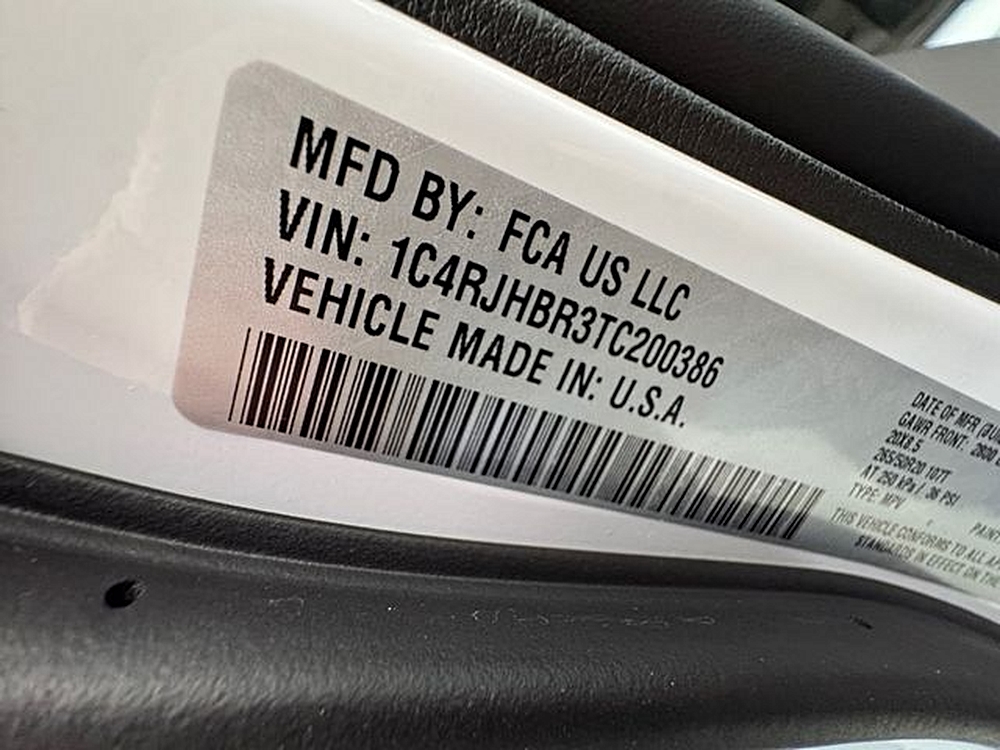 MFD BY: FCA US LLC
VIN: 1C4RJHBR3TC200386
VEHICLE MADE IN: U.S.A.
DATE OF MFR
GAWR FRONT: 2800
20X8.5
265/50R20 107T
AT 250 kPa / 36 PSI
TYPE: MPV
THIS VEHICLE CONFORMS TO ALL
STANDARDS IN EFFECT ON